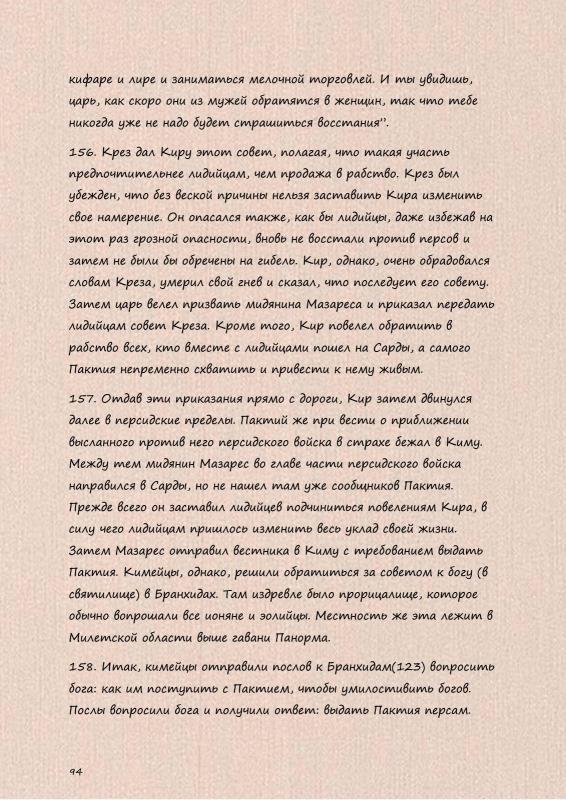 кифаре и лире и заниматься мелочной торговлей. И ты увидишь,
царь, как скоро они из мужей обратятся в женщин, так что тебе
никогда уже не надо будет страшиться восстания”.
156. Крез дал Киру этот совет, полагая, что такая участь
предпочтительнее лидийцам, чем продажа в рабство. Крез был
убежден, что без веской причины нельзя заставить Кира изменить
свое намерение. Он опасался также, как бы лидийцы, даже избежав на
этот раз грозной опасности, вновь не восстали против персов и
затем не были бы обречены на гибель. Кир, однако, очень обрадовался
словам Креза, умерил свой гнев и сказал, что последует его совету.
Затем царь велел призвать мидянина Мазареса и приказал передать
лидийцам совет Креза. Кроме того, Кир повелел обратить в
рабство всех, кто вместе с лидийцами пошел на Сарды, а самого
Пактия непременно схватить и привести к нему живым.
157. Отдав эти приказания прямо с дороги, Кир затем двинулся
далее в персидские пределы. Пактий же при вести о приближении
высланного против него персидского войска в страхе бежал в Киму.
Между тем мидянин Мазарес во главе части персидского войска
направился в Сарды, но не нашел там уже сообщников Пактия.
Прежде всего он заставил лидийцев подчиниться повелениям Кира, в
силу чего лидийцам пришлось изменить весь уклад своей жизни.
Затем Мазарес отправил вестника в Киму с требованием выдать
Пактия. Кимейцы, однако, решили обратиться за советом к богу (в
святилище) в Бранхидах. Там издревле было прорицалище, которое
обычно вопрошали все ионяне и эолийцы. Местность же эта лежит в
Милетской области выше гавани Панорма.
158. Итак, кимейцы отправили послов к Бранхидам(123) вопросить
бога: как им поступить с Пактием, чтобы умилостивить богов.
Послы вопросили бога и получили ответ: выдать Пактия персам.
94